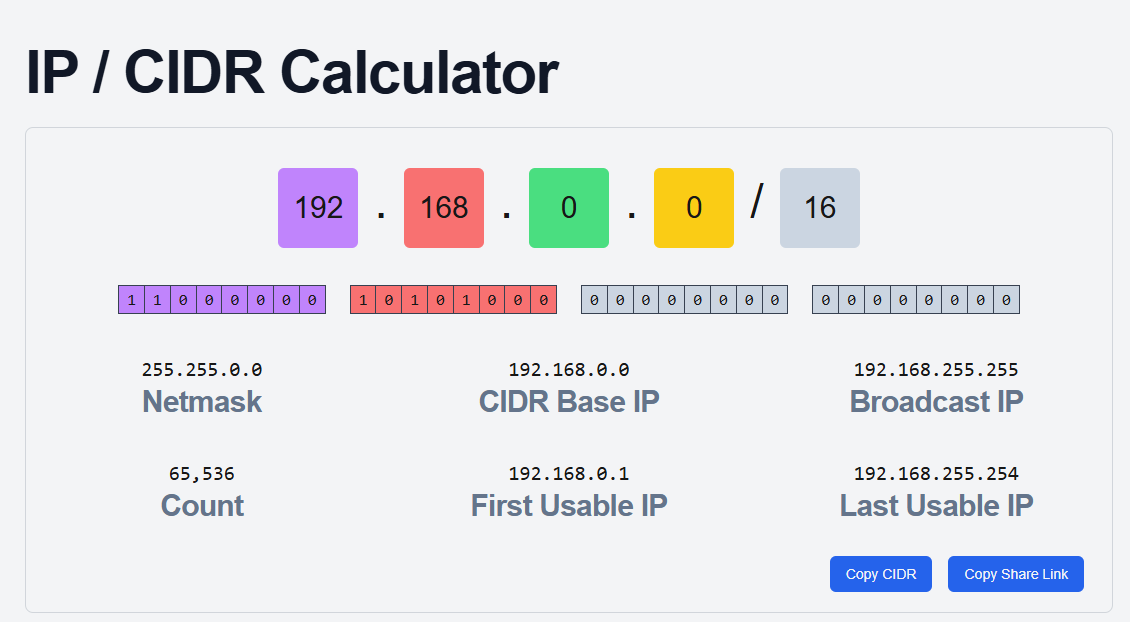 IP / CIDR Calculator
192 . 168 . 0 . 0 / 16
1 1 0 0 0 0 0 0 1 0 1 0 1 0 0 0 0 0 0 0 0 0 0 0 0 0 0 0 0 0 0 0
255.255.0.0 192.168.0.0 192.168.255.255
Netmask CIDR Base IP Broadcast IP
65,536 192.168.0.1 192.168.255.254
Count First Usable IP Last Usable IP
Copy CIDR Copy Share Link